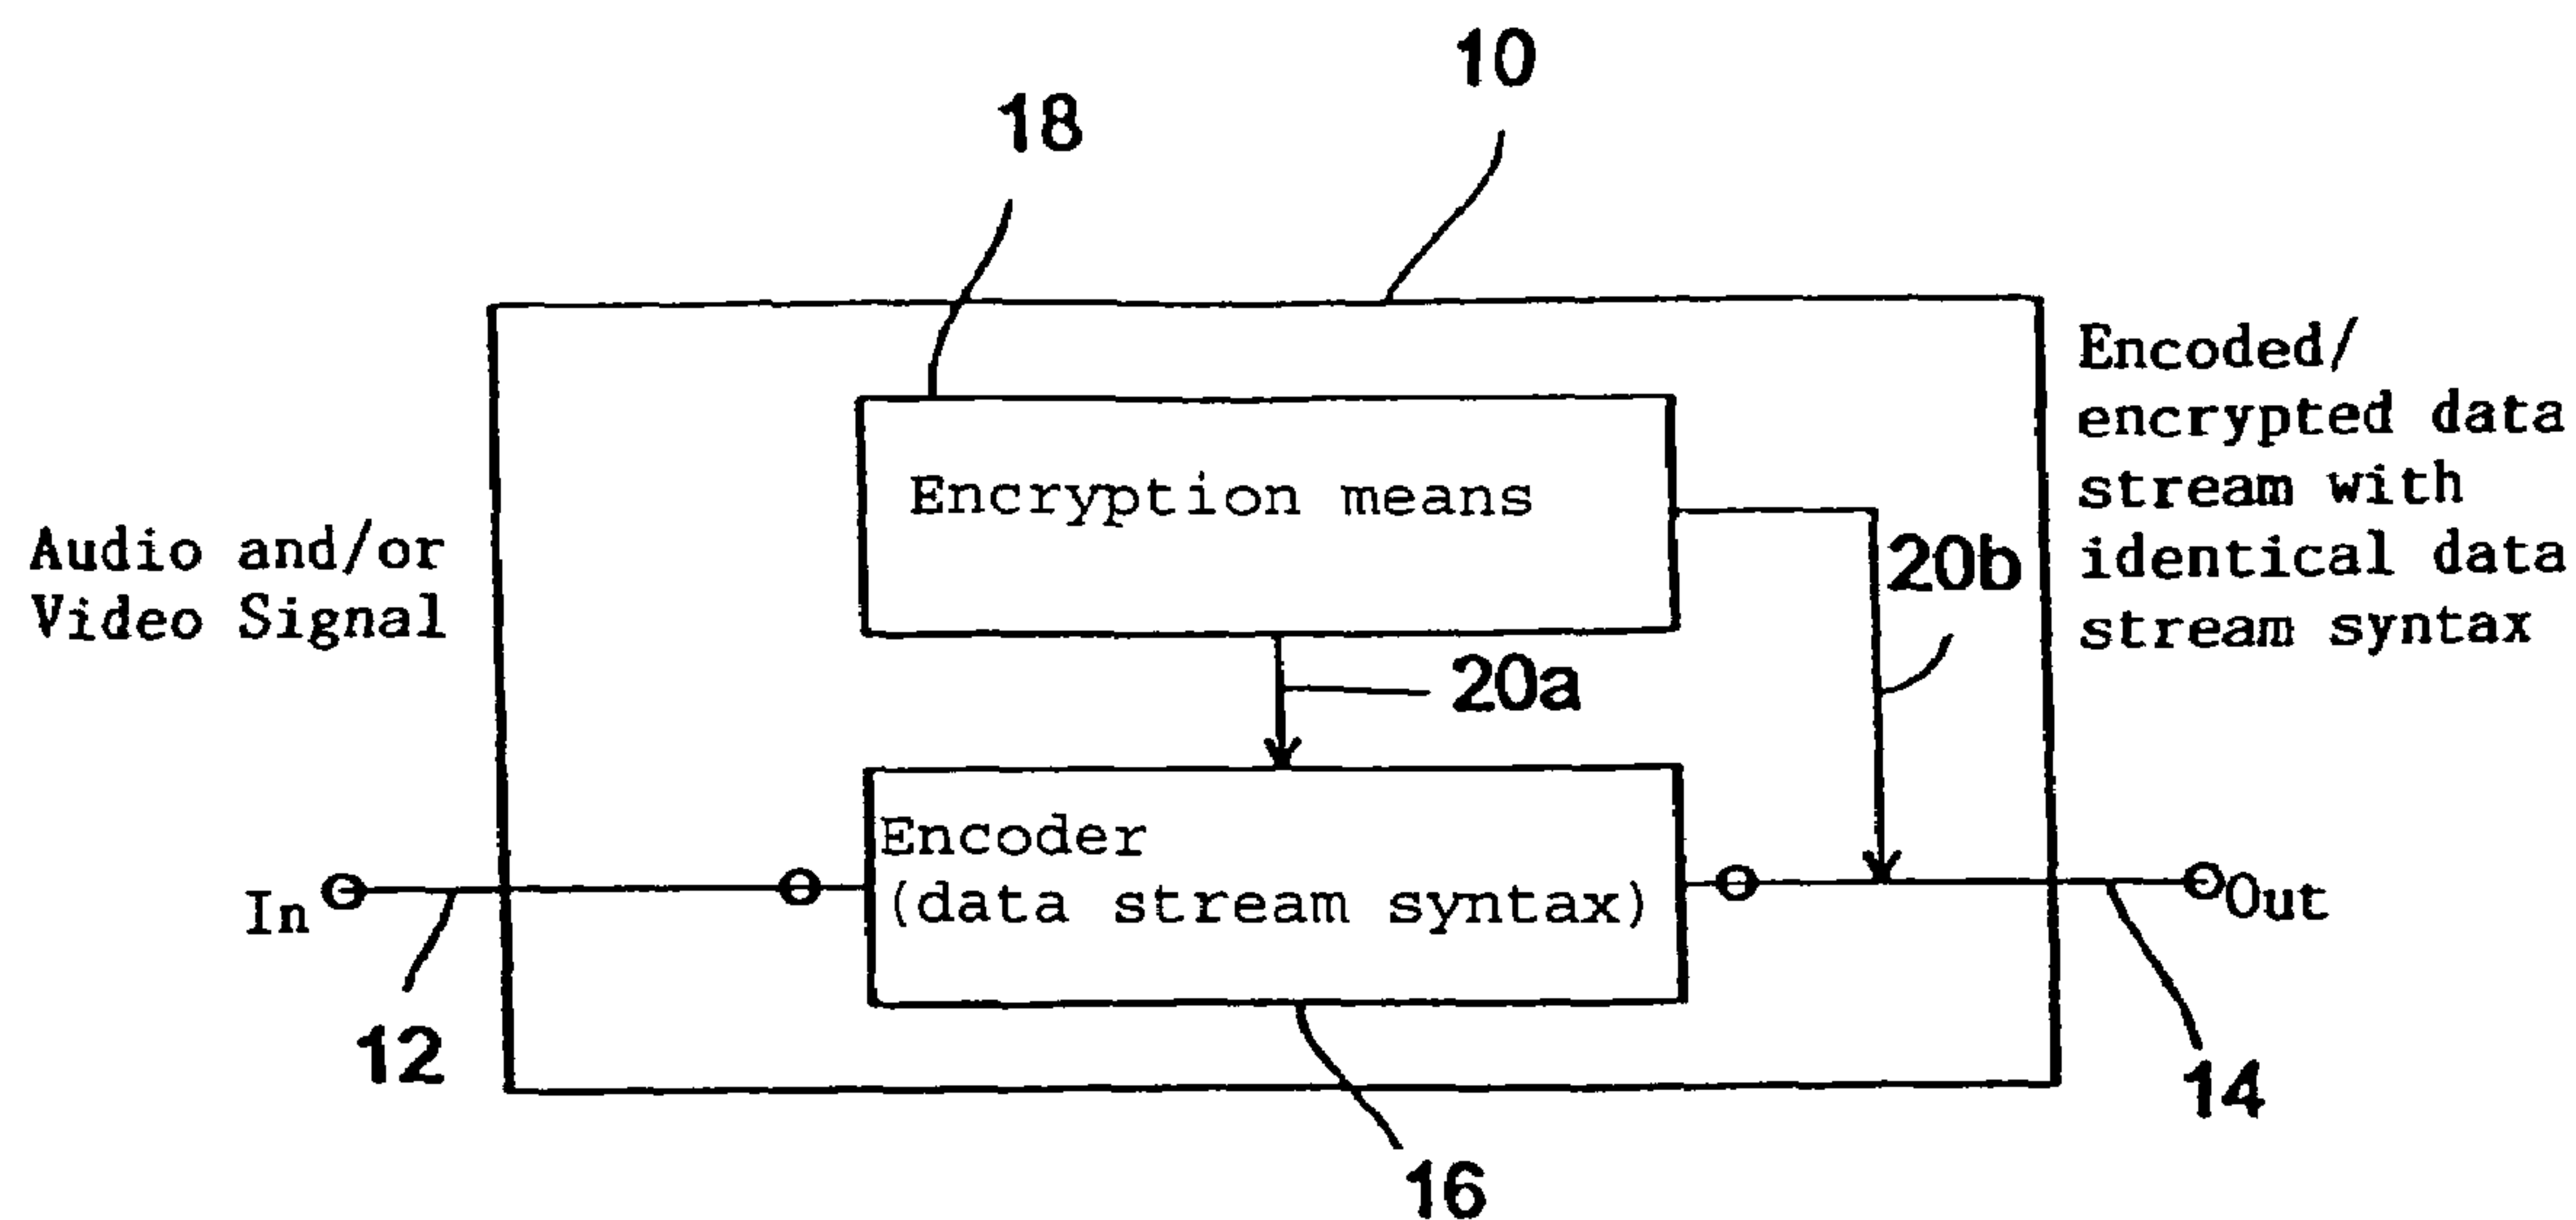 10
18
Encoded/
encrypted data
stream with
identical data
stream syntax
Encryption means
Audio and/or
Video Signal
20b
20a
Encoder
(data stream syntax)
In
Out
12
14
16